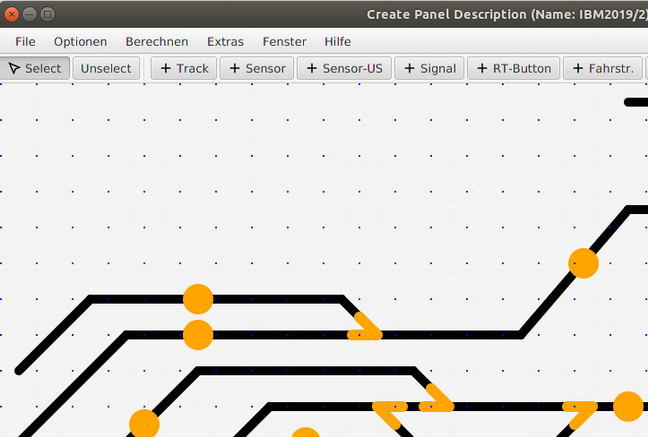 Create Panel Description (Name: IBM2019/2)
File Optionen Berechnen Extras Fenster Hilfe
Select Unselect + Track + Sensor + Sensor-US + Signal + RT-Button + Fahrstr.